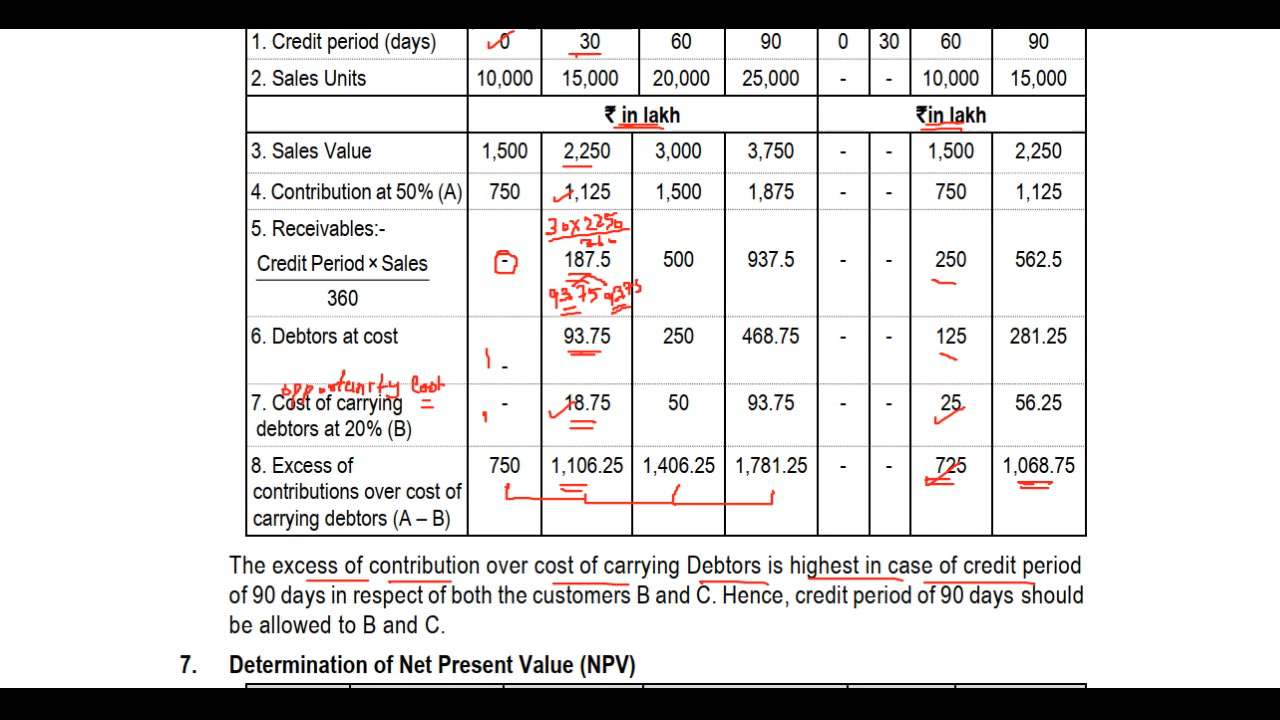 1. Credit period (days) 0 30 60 90 0 30 60 90
2. Sales Units 10,000 15,000 20,000 25,000 - - 10,000 15,000
₹ in lakh ₹in lakh
3. Sales Value 1,500 2,250 3,000 3,750 - - 1,500 2,250
4. Contribution at 50% (A) 750 1,125 1,500 1,875 - - 750 1,125
5. Receivables:-
30×2250
Credit Period × Sales
360
- 187.5 500 937.5 - - 250 562.5
360
93.75 93.75
6. Debtors at cost - 93.75 250 468.75 - - 125 281.25
opportunity cost
7. Cost of carrying
debtors at 20% (B) - 18.75 50 93.75 - - 25 56.25
8. Excess of
contributions over cost of
carrying debtors (A – B) 750 1,106.25 1,406.25 1,781.25 - - 725 1,068.75
The excess of contribution over cost of carrying Debtors is highest in case of credit period
of 90 days in respect of both the customers B and C. Hence, credit period of 90 days should
be allowed to B and C.
7. Determination of Net Present Value (NPV)